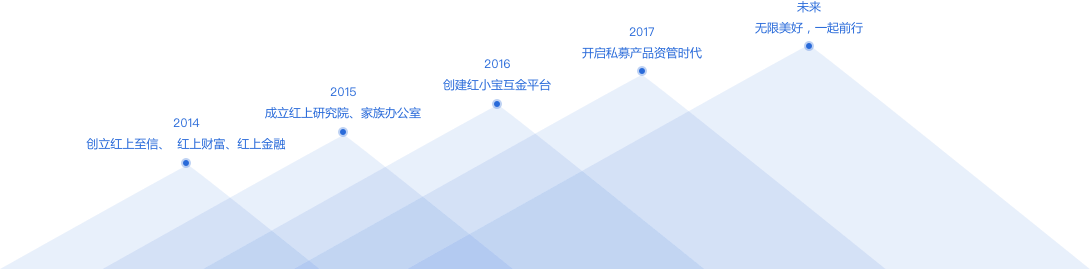 2014
创立红上至信、 红上财富、红上金融
2015
成立红上研究院、家族办公室
2016
创建红小宝互金平台
2017
开启私募产品资管时代
未来
无限美好，一起前行